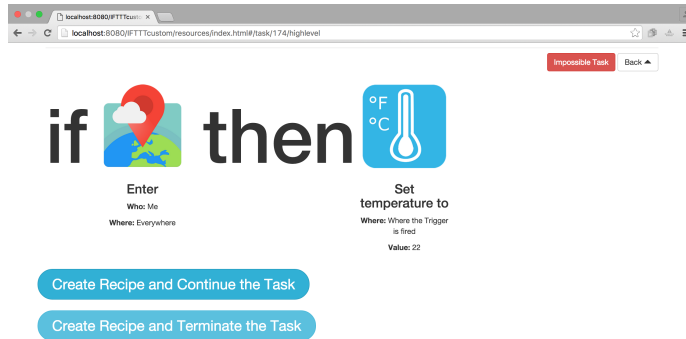 localhost:8080/IFTTTcusto
localhost:8080/IFTTTcustom/resources/index.html#/task/174/highlevel
Impossible Task
Back
if
then
°F
°C
Enter
Who: Me
Where: Everywhere
Set
temperature to
Where: Where the Trigger
is fired
Value: 22
Create Recipe and Continue the Task
Create Recipe and Terminate the Task